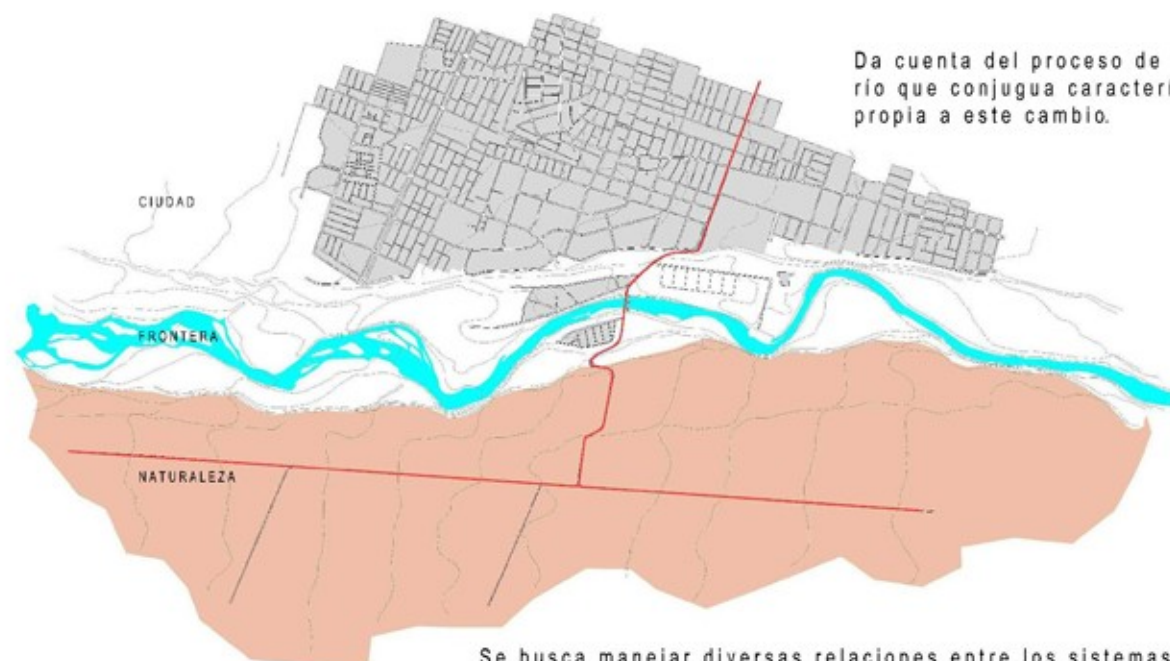 Da cuenta del proceso de
río que conjugua caracterí
propia a este cambio.
CIUDAD
FRONTERA
NATURALEZA
Se busca manejar diversas relaciones entre los sistemas